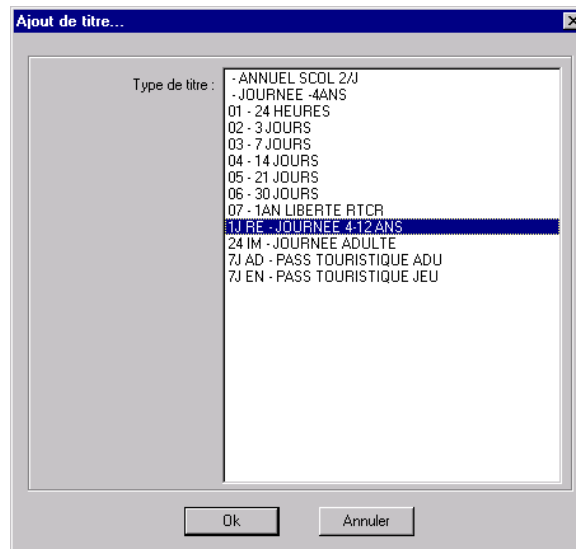 Ajout de titre...
Type de titre :
- ANNUEL SCOL 2/J
- JOURNEE -4ANS
01 - 24 HEURES
02 - 3 JOURS
03 - 7 JOURS
04 - 14 JOURS
05 - 21 JOURS
06 - 30 JOURS
07 - 1AN LIBERTE RTCR
1J RE - JOURNEE 4-12 ANS
24 IM - JOURNEE ADULTE
7J AD - PASS TOURISTIQUE ADU
7J EN - PASS TOURISTIQUE JEU
Ok
Annuler